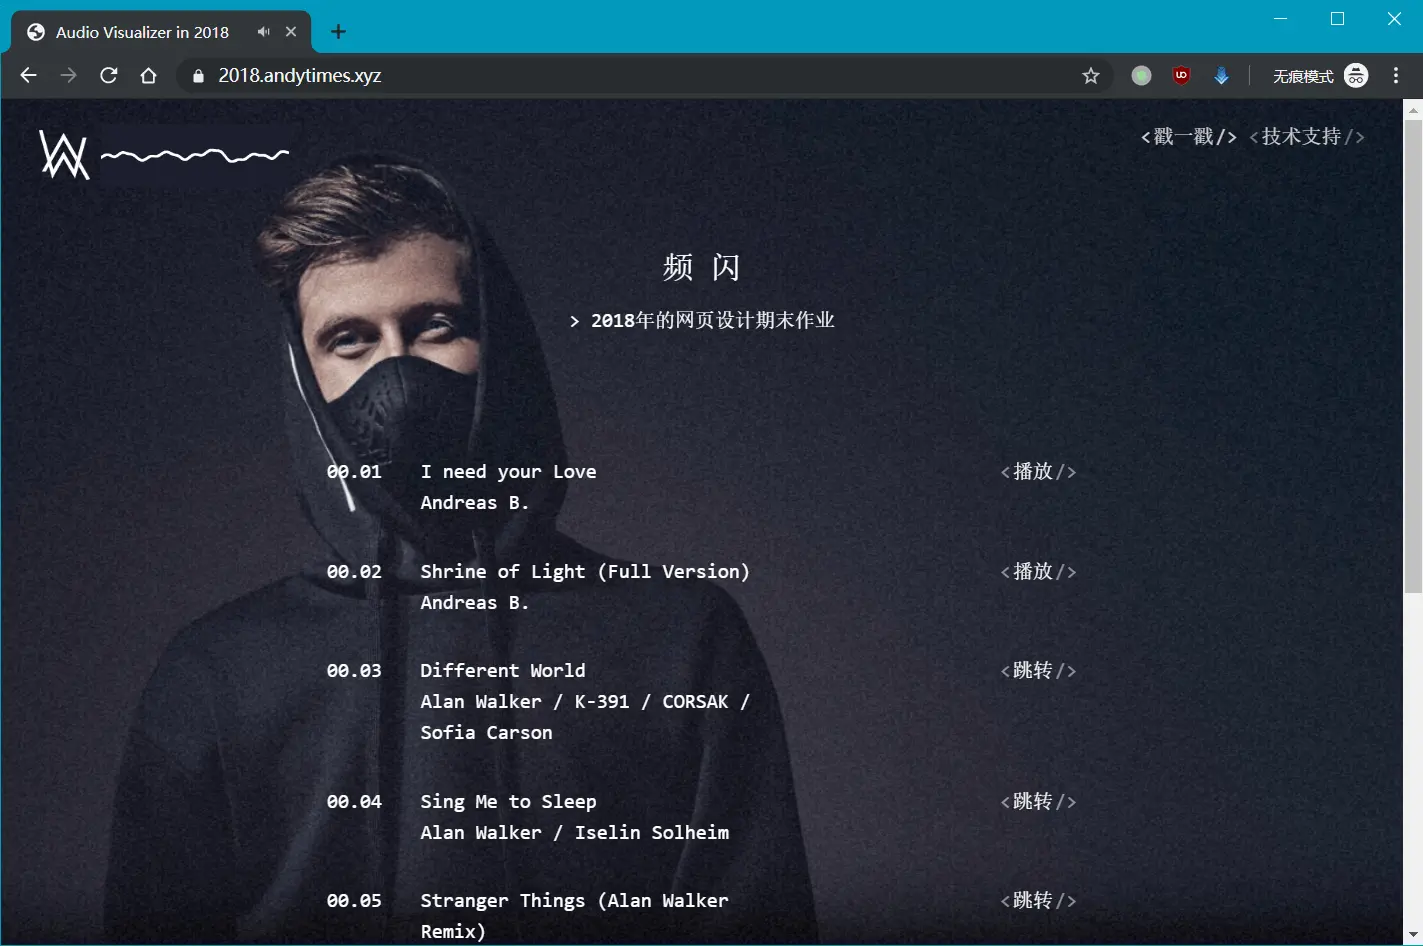 Audio Visualizer in 2018
2018.andytimes.xyz
无痕模式
<戳一戳/> <技术支持/>
频 闪
> 2018年的网页设计期末作业
00.01 I need your Love <播放/>
Andreas B.
00.02 Shrine of Light (Full Version) <播放/>
Andreas B.
00.03 Different World <跳转/>
Alan Walker / K-391 / CORSAK /
Sofia Carson
00.04 Sing Me to Sleep <跳转/>
Alan Walker / Iselin Solheim
00.05 Stranger Things (Alan Walker <跳转/>
Remix)